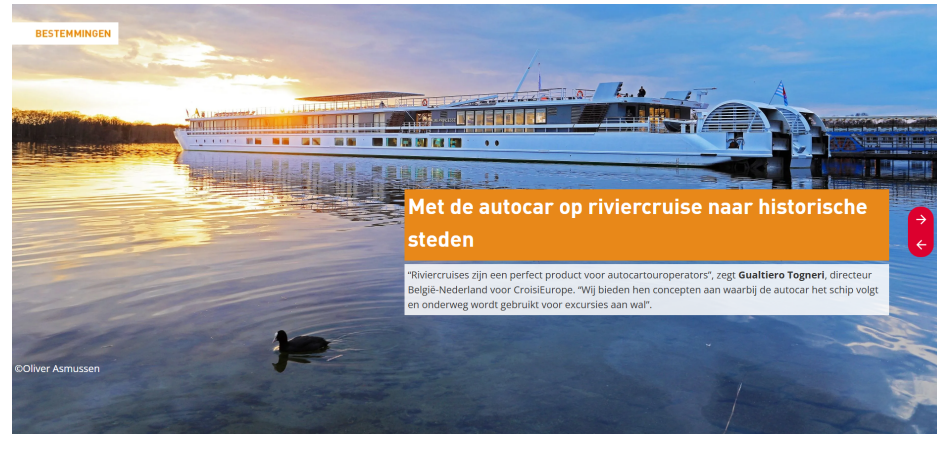 BESTEMMINGEN
Met de autocar op riviercruise naar historische
steden
“Riviercruises zijn een perfect product voor autocartouroperators”, zegt Gualtiero Togneri, directeur
België-Nederland voor CroisiEurope. “Wij bieden hen concepten aan waarbij de autocar het schip volgt
en onderweg wordt gebruikt voor excursies aan wal”.
©Oliver Asmussen